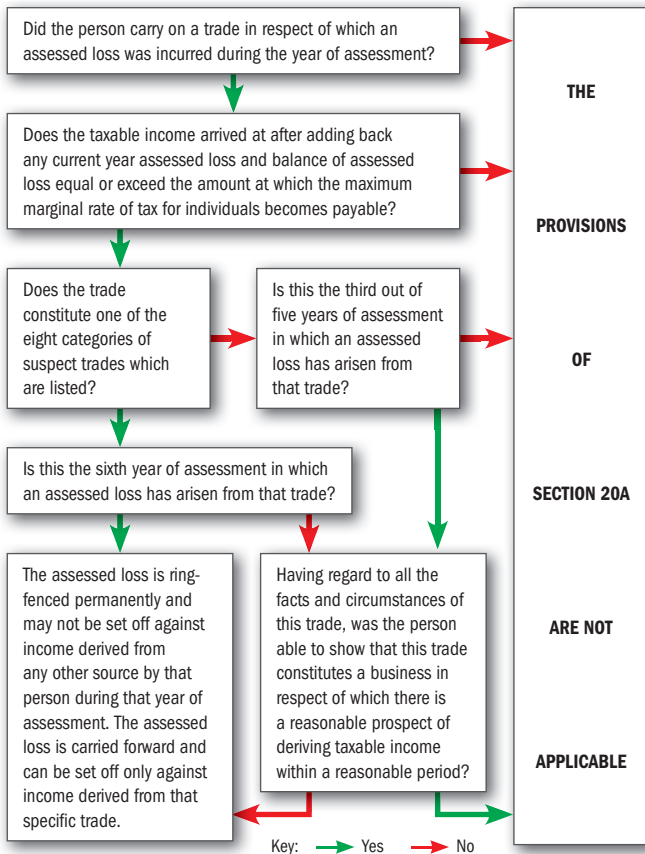 Did the person carry on a trade in respect of which an
assessed loss was incurred during the year of assessment?
Does the taxable income arrived at after adding back
any current year assessed loss and balance of assessed
loss equal or exceed the amount at which the maximum
marginal rate of tax for individuals becomes payable?
Does the trade
constitute one of the
eight categories of
suspect trades which
are listed?
Is this the third out of
five years of assessment
in which an assessed
loss has arisen from
that trade?
Is this the sixth year of assessment in which
an assessed loss has arisen from that trade?
The assessed loss is ring-
fenced permanently and
may not be set off against
income derived from
any other source by that
person during that year of
assessment. The assessed
loss is carried forward and
can be set off only against
income derived from that
specific trade.
Having regard to all the
facts and circumstances of
this trade, was the person
able to show that this trade
constitutes a business in
respect of which there is
a reasonable prospect of
deriving taxable income
within a reasonable period?
THE
PROVISIONS
OF
SECTION 20A
ARE NOT
APPLICABLE
Key: Yes No